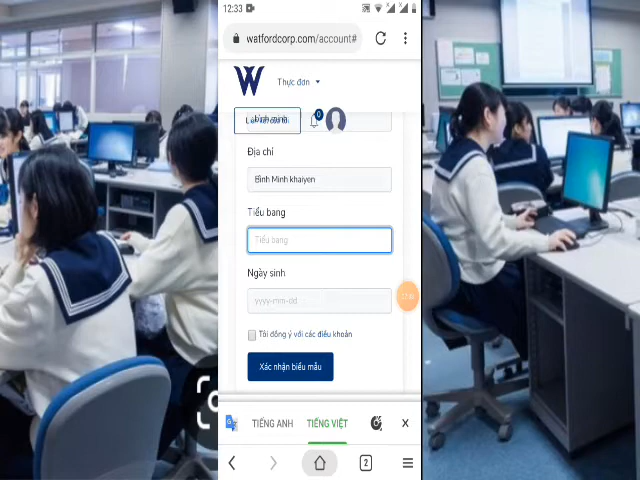 12:33
watfordcorp.com/account#
W
Thực đơn
0
Địa chỉ
Bình Minh khaiyen
Tiểu bang
Tiểu bang
Ngày sinh
yyyy-mm-dd
Tôi đồng ý với các điều khoản
Xác nhận biểu mẫu
TIẾNG ANH
TIẾNG VIỆT
2